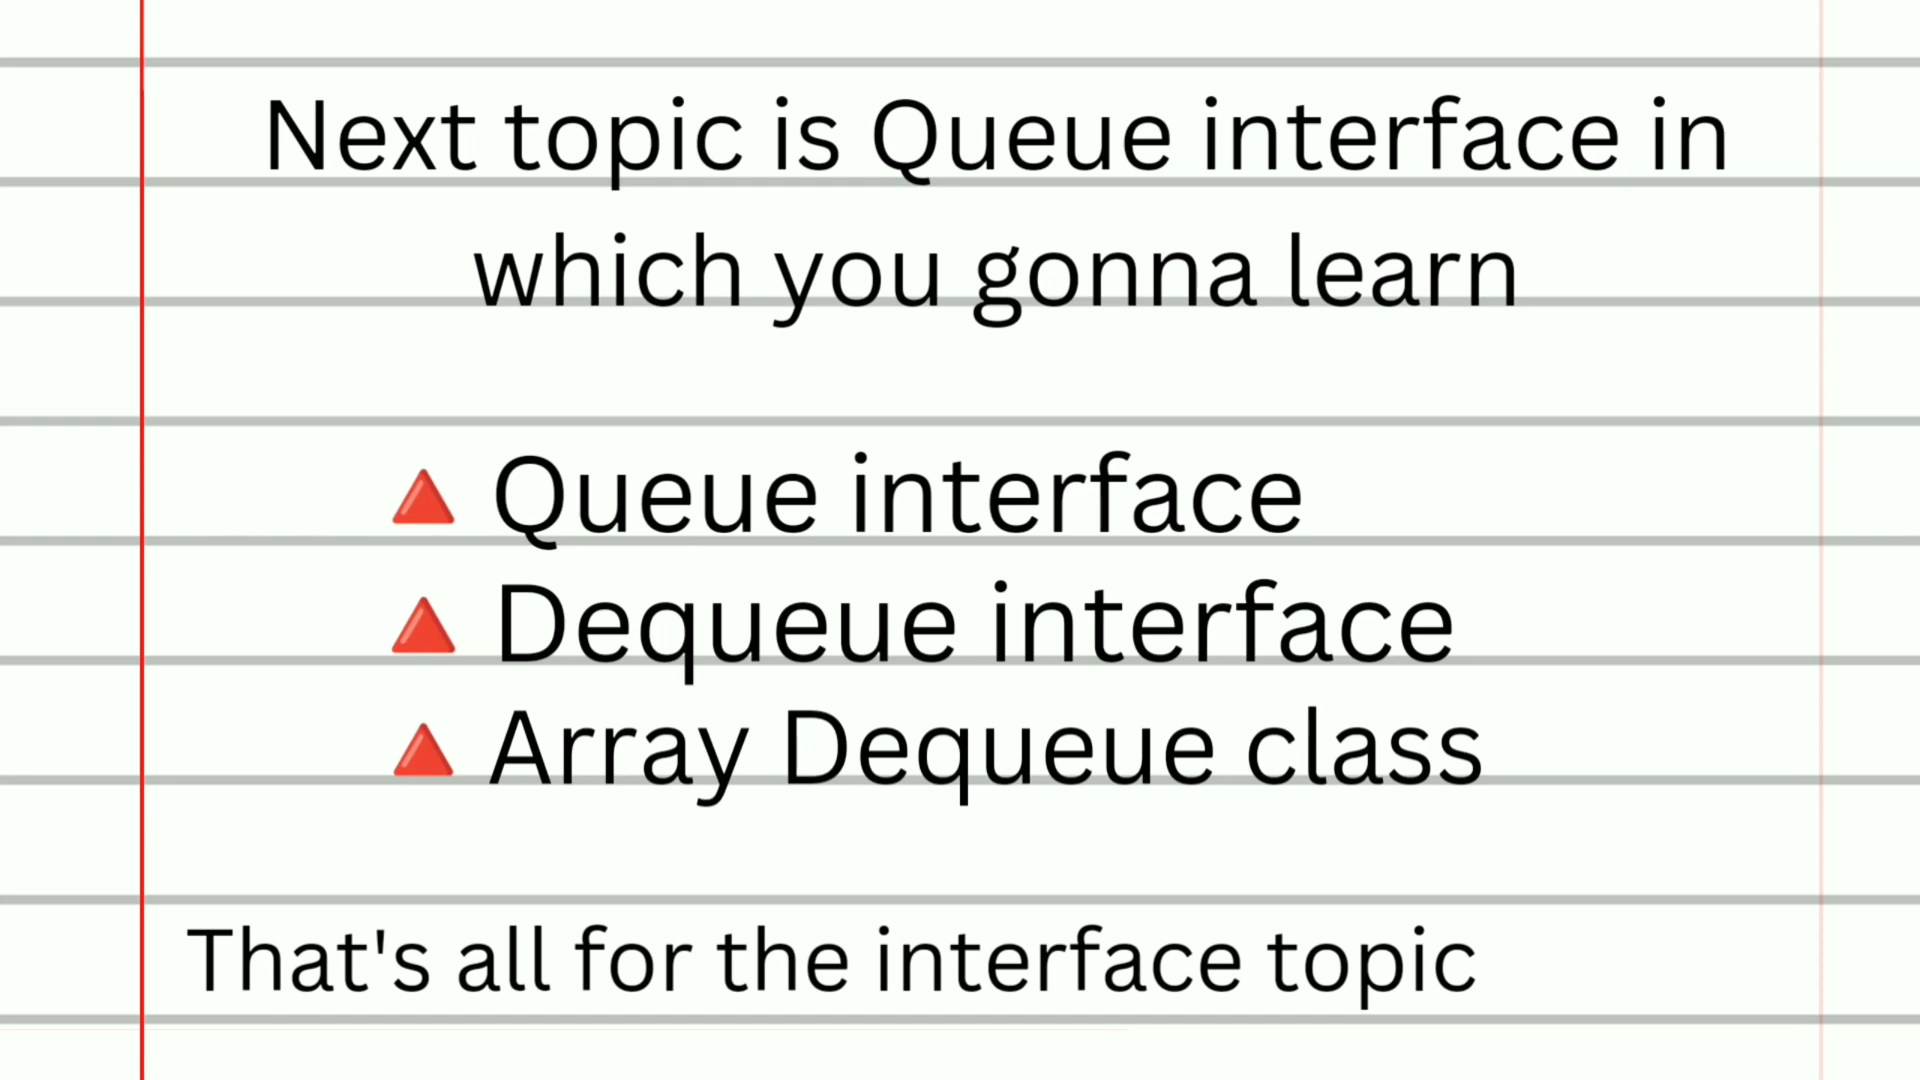 Next topic is Queue interface in
which you gonna learn
🔺 Queue interface
🔺 Dequeue interface
🔺 Array Dequeue class
That's all for the interface topic